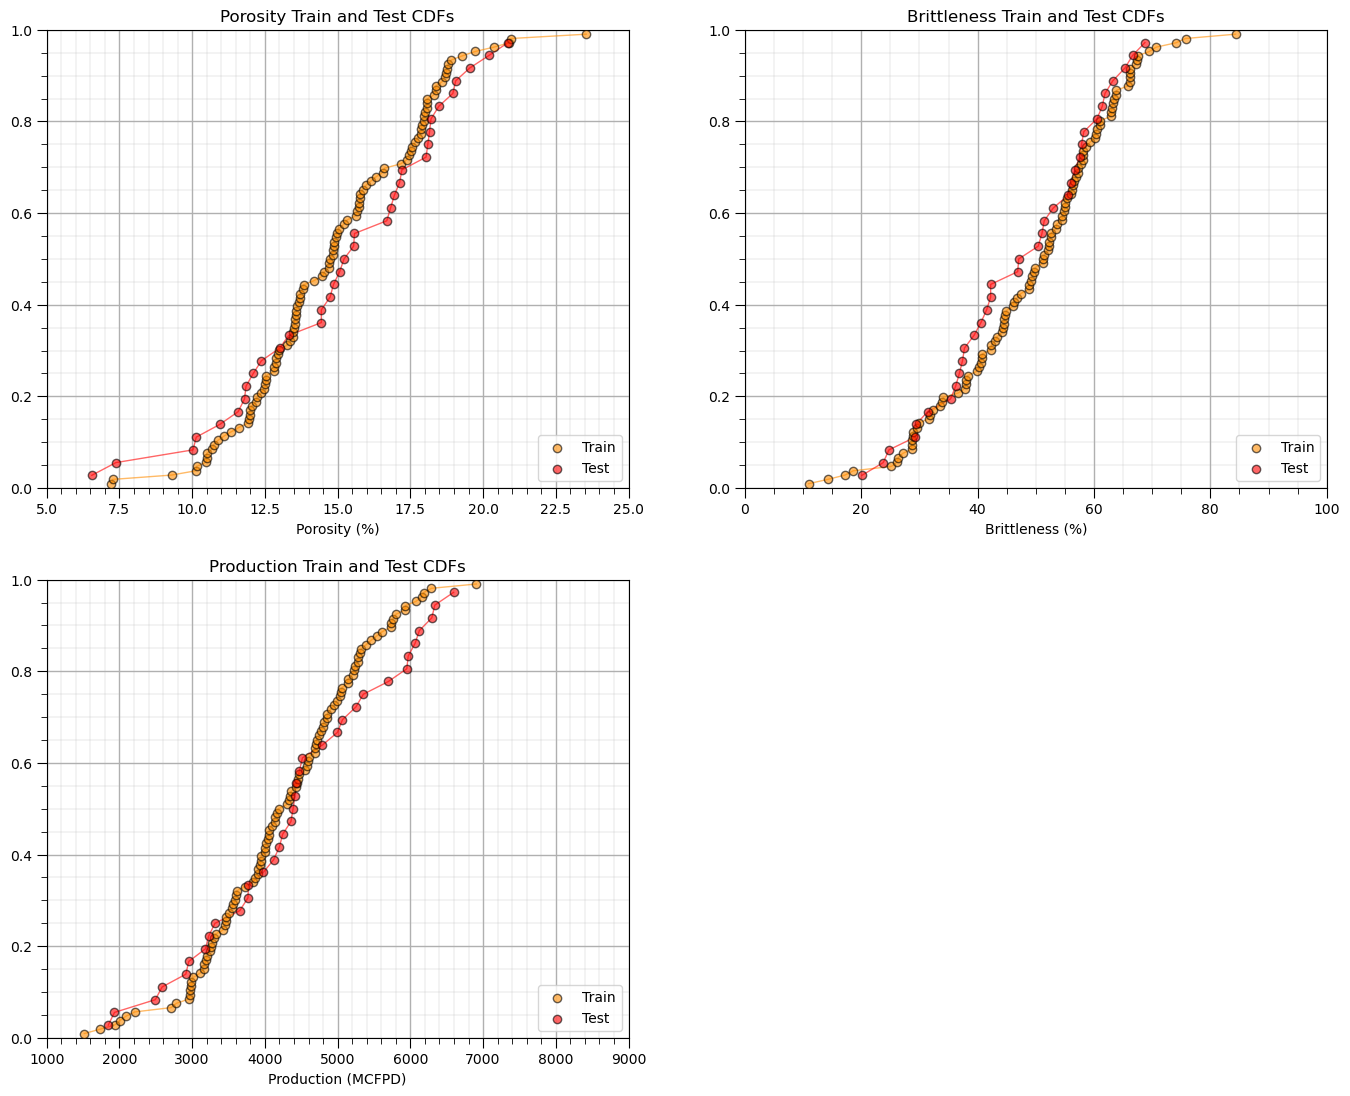 Porosity Train and Test CDFs
1.0
0.8
0.6
0.4
0.2
0.0
5.0 7.5 10.0 12.5 15.0 17.5 20.0 22.5 25.0
Porosity (%)
Train
Test
Brittleness Train and Test CDFs
1.0
0.8
0.6
0.4
0.2
0.0
0 20 40 60 80 100
Brittleness (%)
Train
Test
Production Train and Test CDFs
1.0
0.8
0.6
0.4
0.2
0.0
1000 2000 3000 4000 5000 6000 7000 8000 9000
Production (MCFPD)
Train
Test